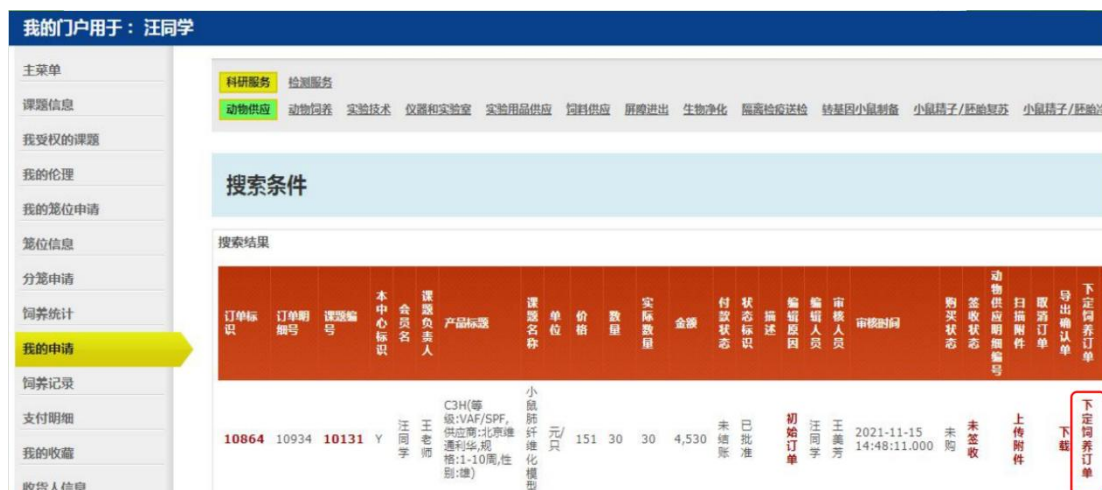 我的门户用于： 汪同学
主菜单
课题信息
我受权的课题
我的伦理
我的笼位申请
笼位信息
分笼申请
饲养统计
我的申请
饲养记录
支付明细
我的收藏
收货人信息
科研服务 检测服务
动物供应 动物饲养 实验技术 仪器和实验室 实验用品供应 饲料供应 屏障进出 生物净化 隔离检疫送检 转基因小鼠制备 小鼠精子/胚胎复苏 小鼠精子/胚胎冷
搜索条件
搜索结果
订单标识 订单明细号 课题编号 本中心标识 会员名 课题负责人 产品标题 课题名称 单位 价格 数量 实际数量 金额 付款状态 状态标识 描述 编辑原因 编辑人员 审核人员 审核时间 购买状态 签收状态 动物供应明细编号 扫描附件 取消订单 导出确认单 下定饲养订单
10864 10934 10131 Y 汪同学 王老师 C3H(等级:VAF/SPF,供应商:北京维通利华,规格:1-10周,性别:雄) 小鼠肺纤维化模型 元/只 151 30 30 4,530 未结账 已批准 初始订单 汪同学 王美芳 2021-11-15 14:48:11.000 未购 未签收 上传附件 下载 下定饲养订单